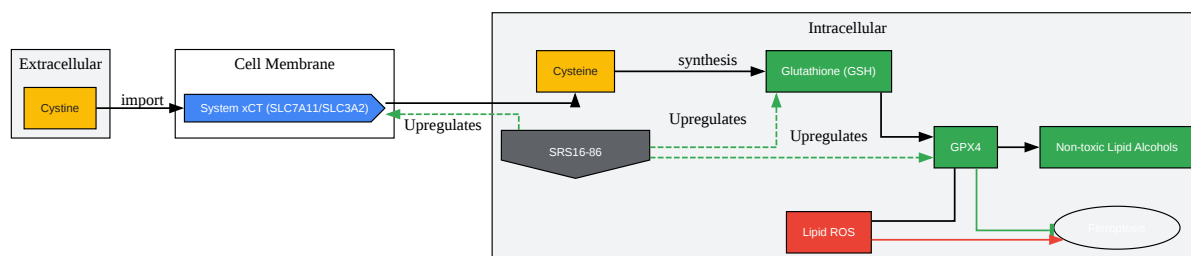 Intracellular
Extracellular
Cell Membrane
Cystine
import
System xCT (SLC7A11/SLC3A2)
Upregulates
Cysteine
synthesis
Glutathione (GSH)
Upregulates
Upregulates
SRS16-86
GPX4
Non-toxic Lipid Alcohols
Lipid ROS
Ferroptosis